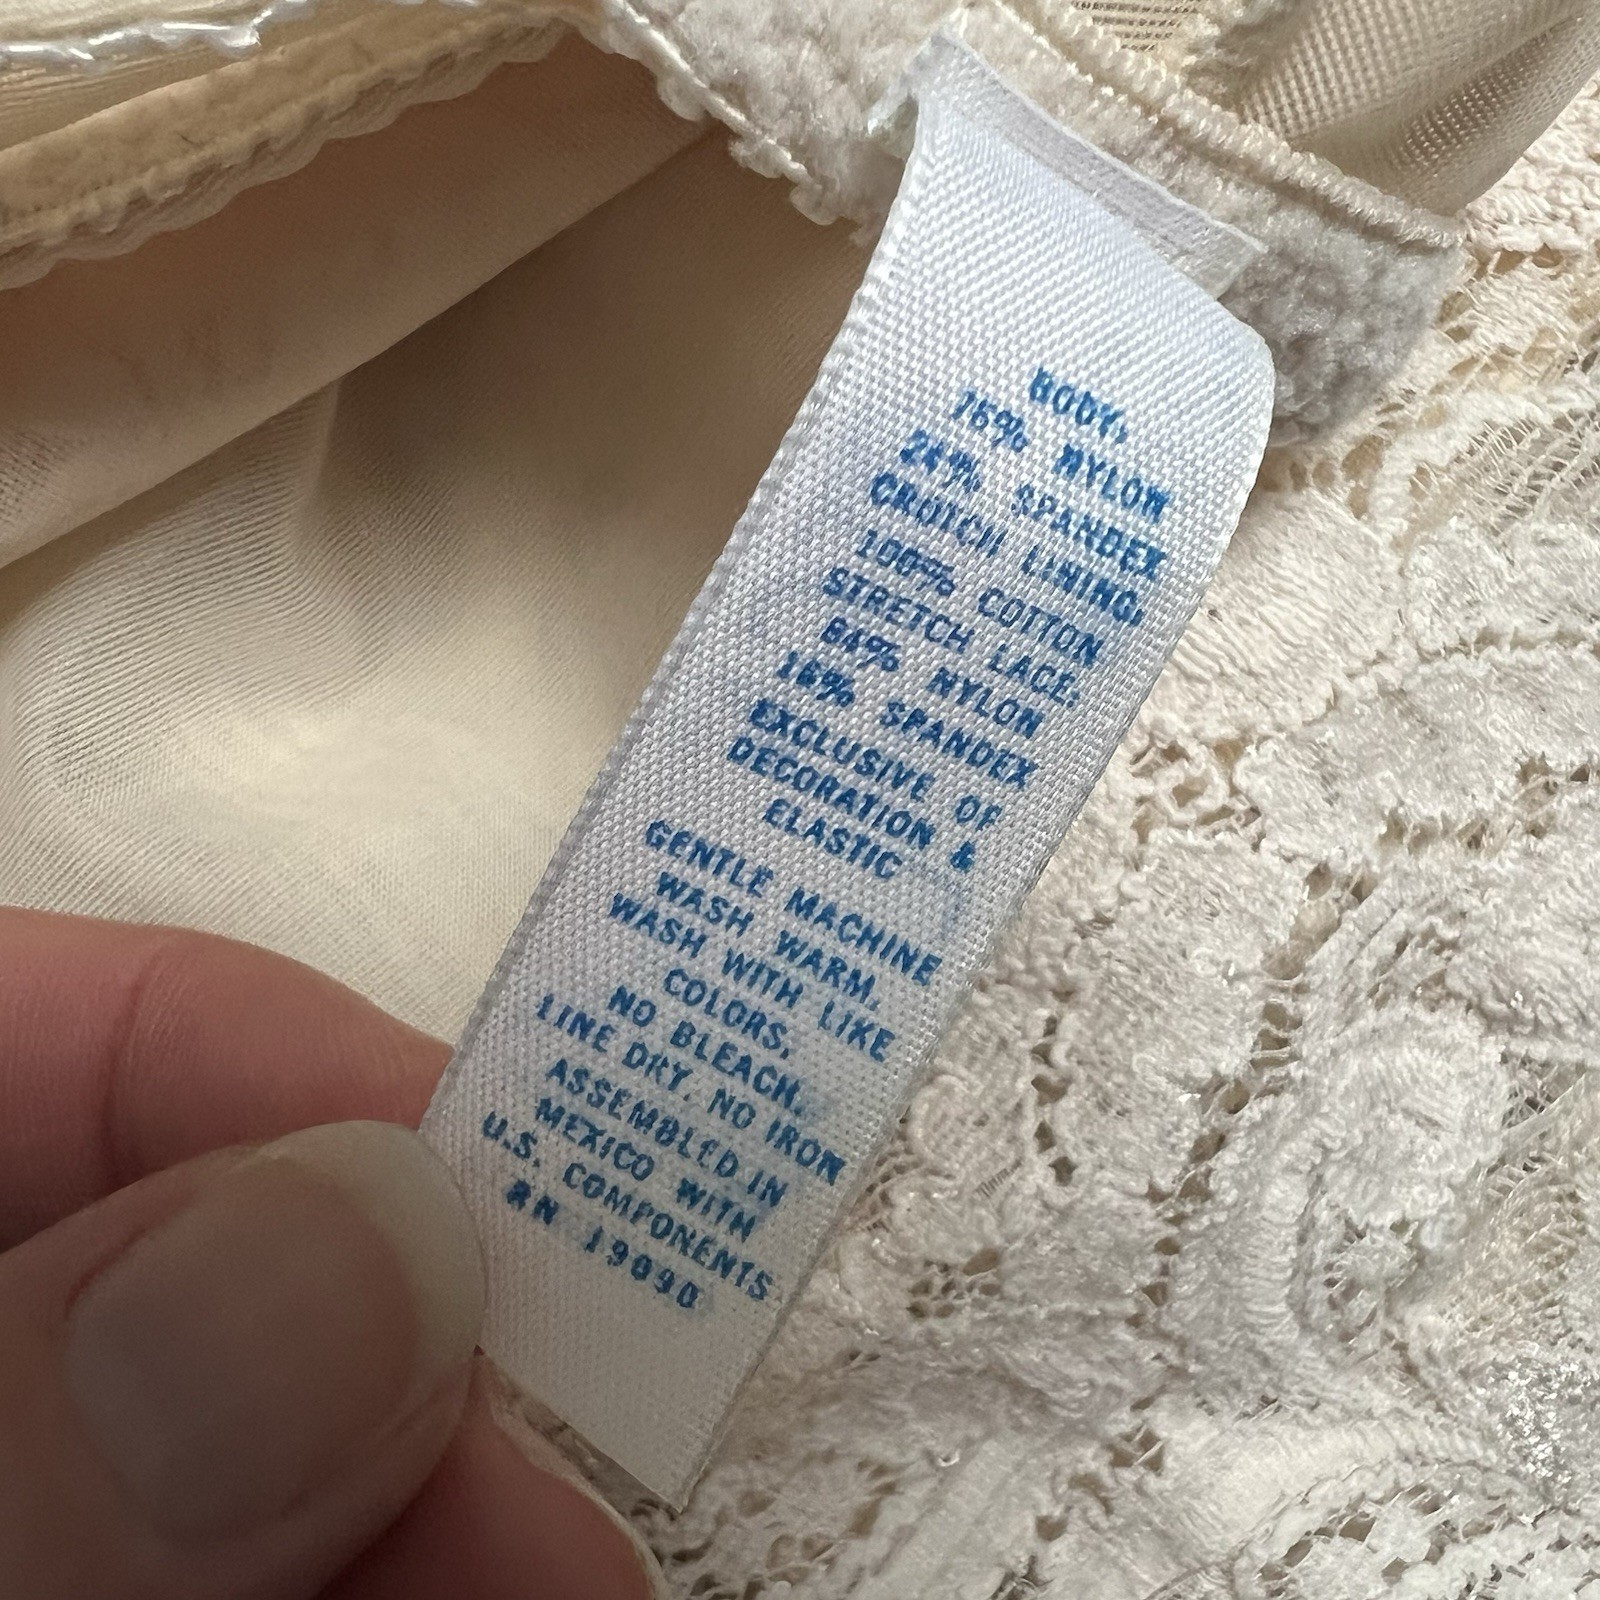 BODY:
76% NYLON
24% SPANDEX
CROTCH LINING:
100% COTTON
STRETCH LACE:
84% NYLON
16% SPANDEX
EXCLUSIVE OF
DECORATION &
ELASTIC
GENTLE MACHINE
WASH WARM.
WASH WITH LIKE
COLORS.
NO BLEACH.
LINE DRY. NO IRON
ASSEMBLED IN
MEXICO WITH
U.S. COMPONENTS
RN 19090